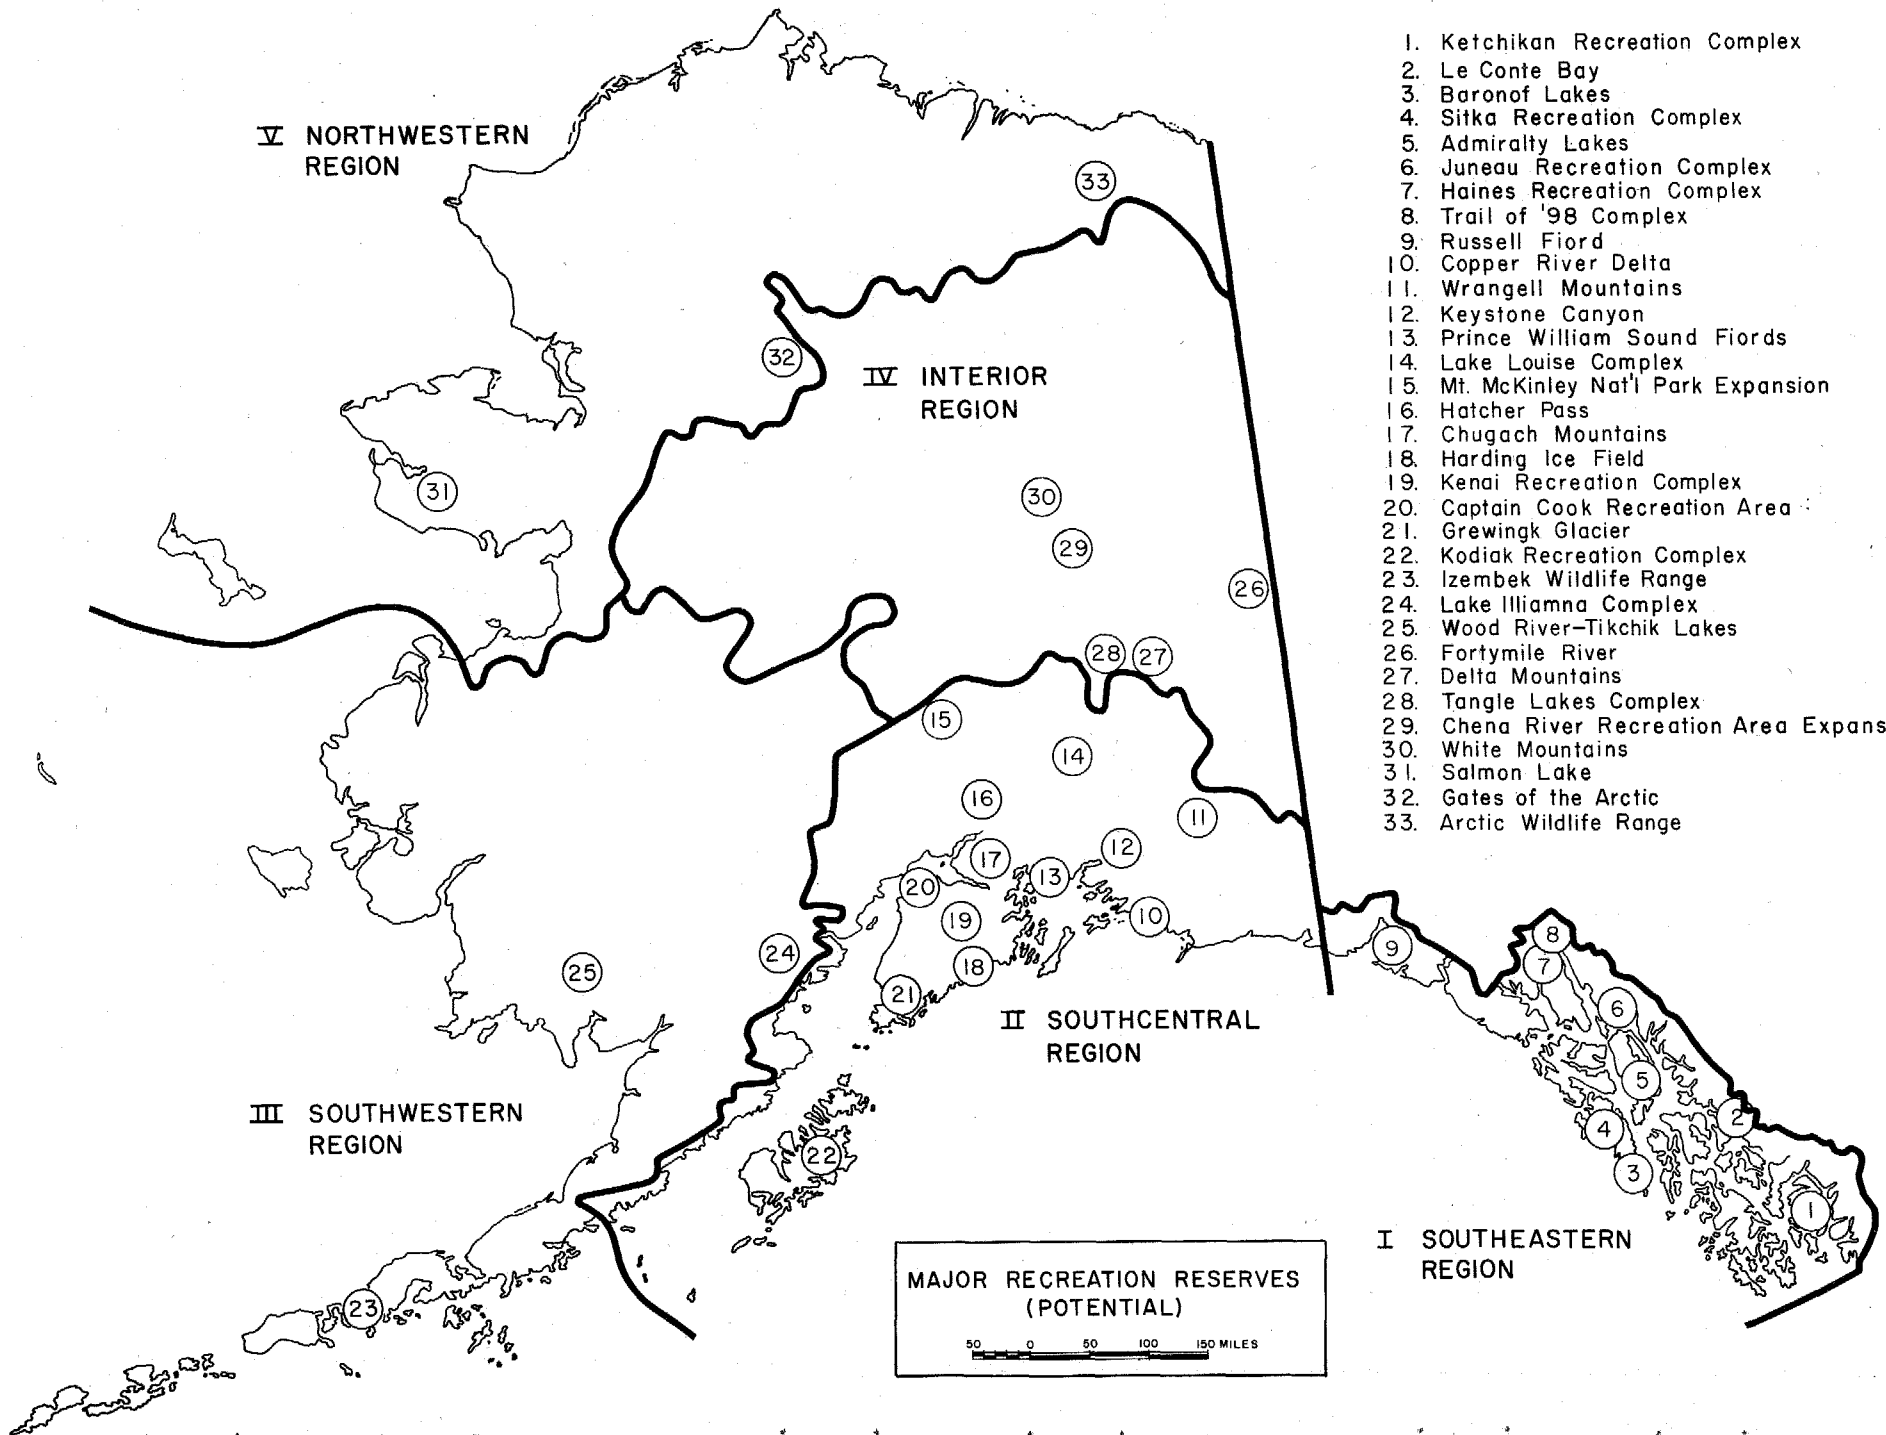 1. Ketchikan Recreation Complex
2. Le Conte Bay
3. Baronof Lakes
4. Sitka Recreation Complex
5. Admiralty Lakes
6. Juneau Recreation Complex
7. Haines Recreation Complex
8. Trail of '98 Complex
9. Russell Fiord
10. Copper River Delta
11. Wrangell Mountains
12. Keystone Canyon
13. Prince William Sound Fiords
14. Lake Louise Complex
15. Mt. McKinley Nat'l Park Expansion
16. Hatcher Pass
17. Chugach Mountains
18. Harding Ice Field
19. Kenai Recreation Complex
20. Captain Cook Recreation Area
21. Grewingk Glacier
22. Kodiak Recreation Complex
23. Izembek Wildlife Range
24. Lake Illiamna Complex
25. Wood River-Tikchik Lakes
26. Fortymile River
27. Delta Mountains
28. Tangle Lakes Complex
29. Chena River Recreation Area Expans
30. White Mountains
31. Salmon Lake
32. Gates of the Arctic
33. Arctic Wildlife Range
V NORTHWESTERN
REGION
33
32
IV INTERIOR
REGION
31
30
29
26
28
27
15
14
16
11
12
17
13
20
19
10
18
21
24
25
9
8
7
6
5
2
4
3
1
II SOUTHCENTRAL
REGION
III SOUTHWESTERN
REGION
22
23
I SOUTHEASTERN
REGION
MAJOR RECREATION RESERVES
(POTENTIAL)
50 0 50 100 150 MILES